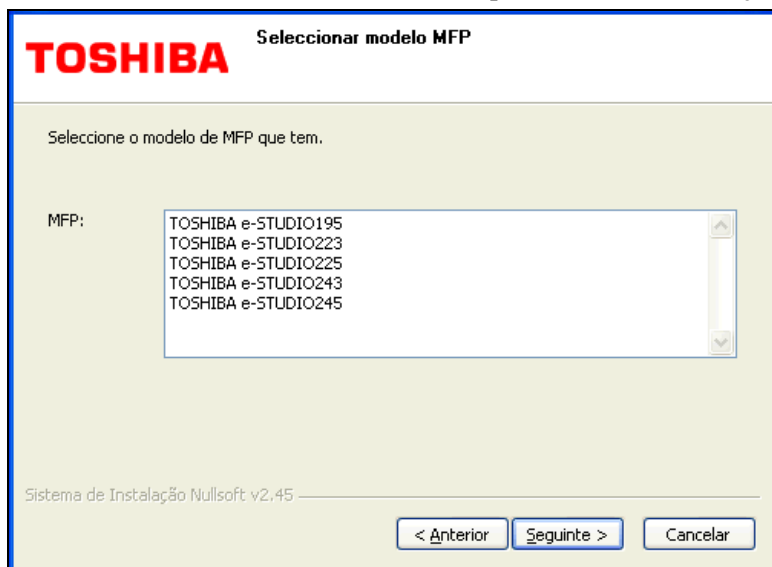 TOSHIBA
Seleccionar modelo MFP
Seleccione o modelo de MFP que tem.
MFP:
TOSHIBA e-STUDIO195
TOSHIBA e-STUDIO223
TOSHIBA e-STUDIO225
TOSHIBA e-STUDIO243
TOSHIBA e-STUDIO245
Sistema de Instalação Nullsoft v2.45
< Anterior
Seguinte >
Cancelar